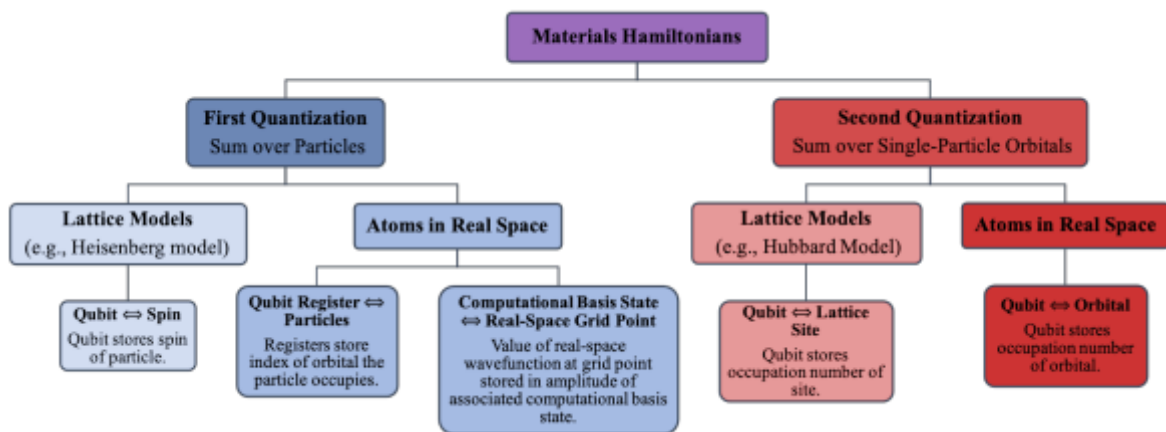 Materials Hamiltonians
First Quantization
Sum over Particles
Second Quantization
Sum over Single-Particle Orbitals
Lattice Models
(e.g., Heisenberg model)
Atoms in Real Space
Lattice Models
(e.g., Hubbard Model)
Atoms in Real Space
Qubit ⇔ Spin
Qubit stores spin
of particle.
Qubit Register ⇔
Particles
Registers store
index of orbital the
particle occupies.
Computational Basis State
⇔ Real-Space Grid Point
Value of real-space
wavefunction at grid point
stored in amplitude of
associated computational basis
state.
Qubit ⇔ Lattice
Site
Qubit stores
occupation number of
site.
Qubit ⇔ Orbital
Qubit stores
occupation number
of orbital.